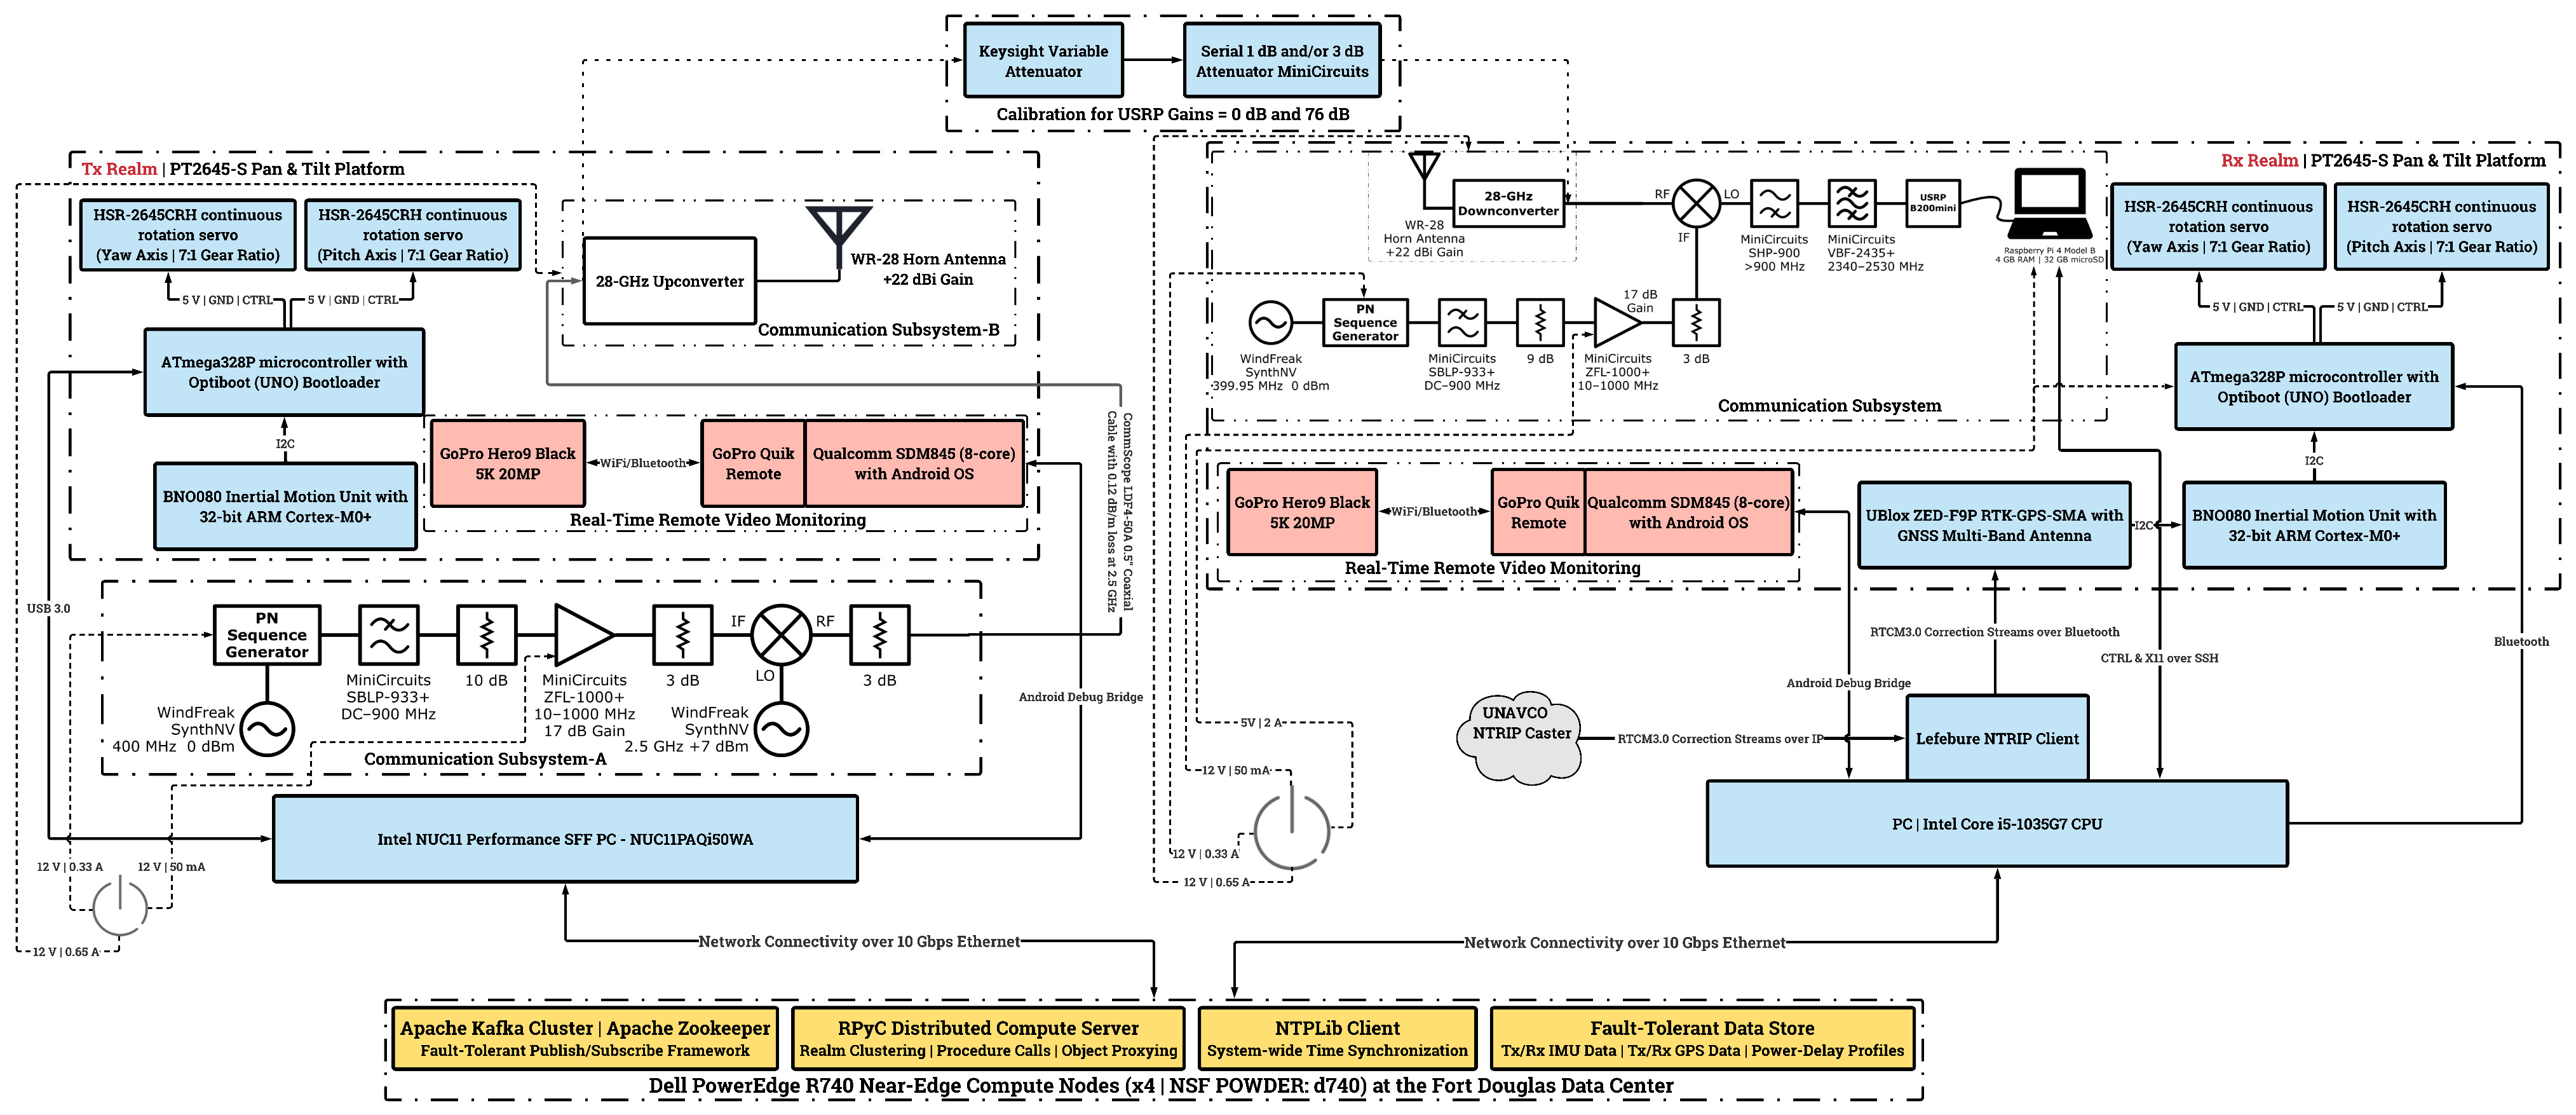 Keysight Variable
Attenuator
Serial 1 dB and/or 3 dB
Attenuator MiniCircuits
Calibration for USRP Gains = 0 dB and 76 dB
Tx Realm | PT2645-S Pan & Tilt Platform
HSR-2645CRH continuous
rotation servo
(Yaw Axis | 7:1 Gear Ratio)
HSR-2645CRH continuous
rotation servo
(Pitch Axis | 7:1 Gear Ratio)
5 V | GND | CTRL
5 V | GND | CTRL
ATmega328P microcontroller with
Optiboot (UNO) Bootloader
I2C
BNO080 Inertial Motion Unit with
32-bit ARM Cortex-M0+
28-GHz Upconverter
WR-28 Horn Antenna
+22 dBi Gain
Communication Subsystem-B
GoPro Hero9 Black
5K 20MP
WiFi/Bluetooth
GoPro Quik
Remote
Qualcomm SDM845 (8-core)
with Android OS
Real-Time Remote Video Monitoring
CommScope LDF4-50A 0.5" Coaxial
Cable with 0.12 dB/m loss at 2.5 GHz
USB 3.0
PN
Sequence
Generator
MiniCircuits
SBLP-933+
DC–900 MHz
10 dB
MiniCircuits
ZFL-1000+
10–1000 MHz
17 dB Gain
3 dB
IF
RF
LO
3 dB
WindFreak
SynthNV
400 MHz 0 dBm
WindFreak
SynthNV
2.5 GHz +7 dBm
Communication Subsystem-A
Android Debug Bridge
Intel NUC11 Performance SFF PC - NUC11PAQi50WA
12 V | 0.33 A
12 V | 50 mA
12 V | 0.65 A
Network Connectivity over 10 Gbps Ethernet
Rx Realm | PT2645-S Pan & Tilt Platform
WR-28
Horn Antenna
+22 dBi Gain
28-GHz
Downconverter
RF
LO
IF
MiniCircuits
SHP-900
>900 MHz
MiniCircuits
VBF-2435+
2340–2530 MHz
USRP
B200mini
Raspberry Pi 4 Model B
4 GB RAM | 32 GB microSD
WindFreak
SynthNV
399.95 MHz 0 dBm
PN
Sequence
Generator
MiniCircuits
SBLP-933+
DC–900 MHz
9 dB
17 dB
Gain
MiniCircuits
ZFL-1000+
10–1000 MHz
3 dB
Communication Subsystem
HSR-2645CRH continuous
rotation servo
(Yaw Axis | 7:1 Gear Ratio)
HSR-2645CRH continuous
rotation servo
(Pitch Axis | 7:1 Gear Ratio)
5 V | GND | CTRL
5 V | GND | CTRL
ATmega328P microcontroller with
Optiboot (UNO) Bootloader
I2C
GoPro Hero9 Black
5K 20MP
WiFi/Bluetooth
GoPro Quik
Remote
Qualcomm SDM845 (8-core)
with Android OS
Real-Time Remote Video Monitoring
UBlox ZED-F9P RTK-GPS-SMA with
GNSS Multi-Band Antenna
I2C
BNO080 Inertial Motion Unit with
32-bit ARM Cortex-M0+
RTCM3.0 Correction Streams over Bluetooth
CTRL & X11 over SSH
Bluetooth
Android Debug Bridge
UNAVCO
NTRIP Caster
RTCM3.0 Correction Streams over IP
Lefebure NTRIP Client
PC | Intel Core i5-1035G7 CPU
5V | 2 A
12 V | 50 mA
12 V | 0.33 A
12 V | 0.65 A
Network Connectivity over 10 Gbps Ethernet
Apache Kafka Cluster | Apache Zookeeper
Fault-Tolerant Publish/Subscribe Framework
RPyC Distributed Compute Server
Realm Clustering | Procedure Calls | Object Proxying
NTPLib Client
System-wide Time Synchronization
Fault-Tolerant Data Store
Tx/Rx IMU Data | Tx/Rx GPS Data | Power-Delay Profiles
Dell PowerEdge R740 Near-Edge Compute Nodes (x4 | NSF POWDER: d740) at the Fort Douglas Data Center